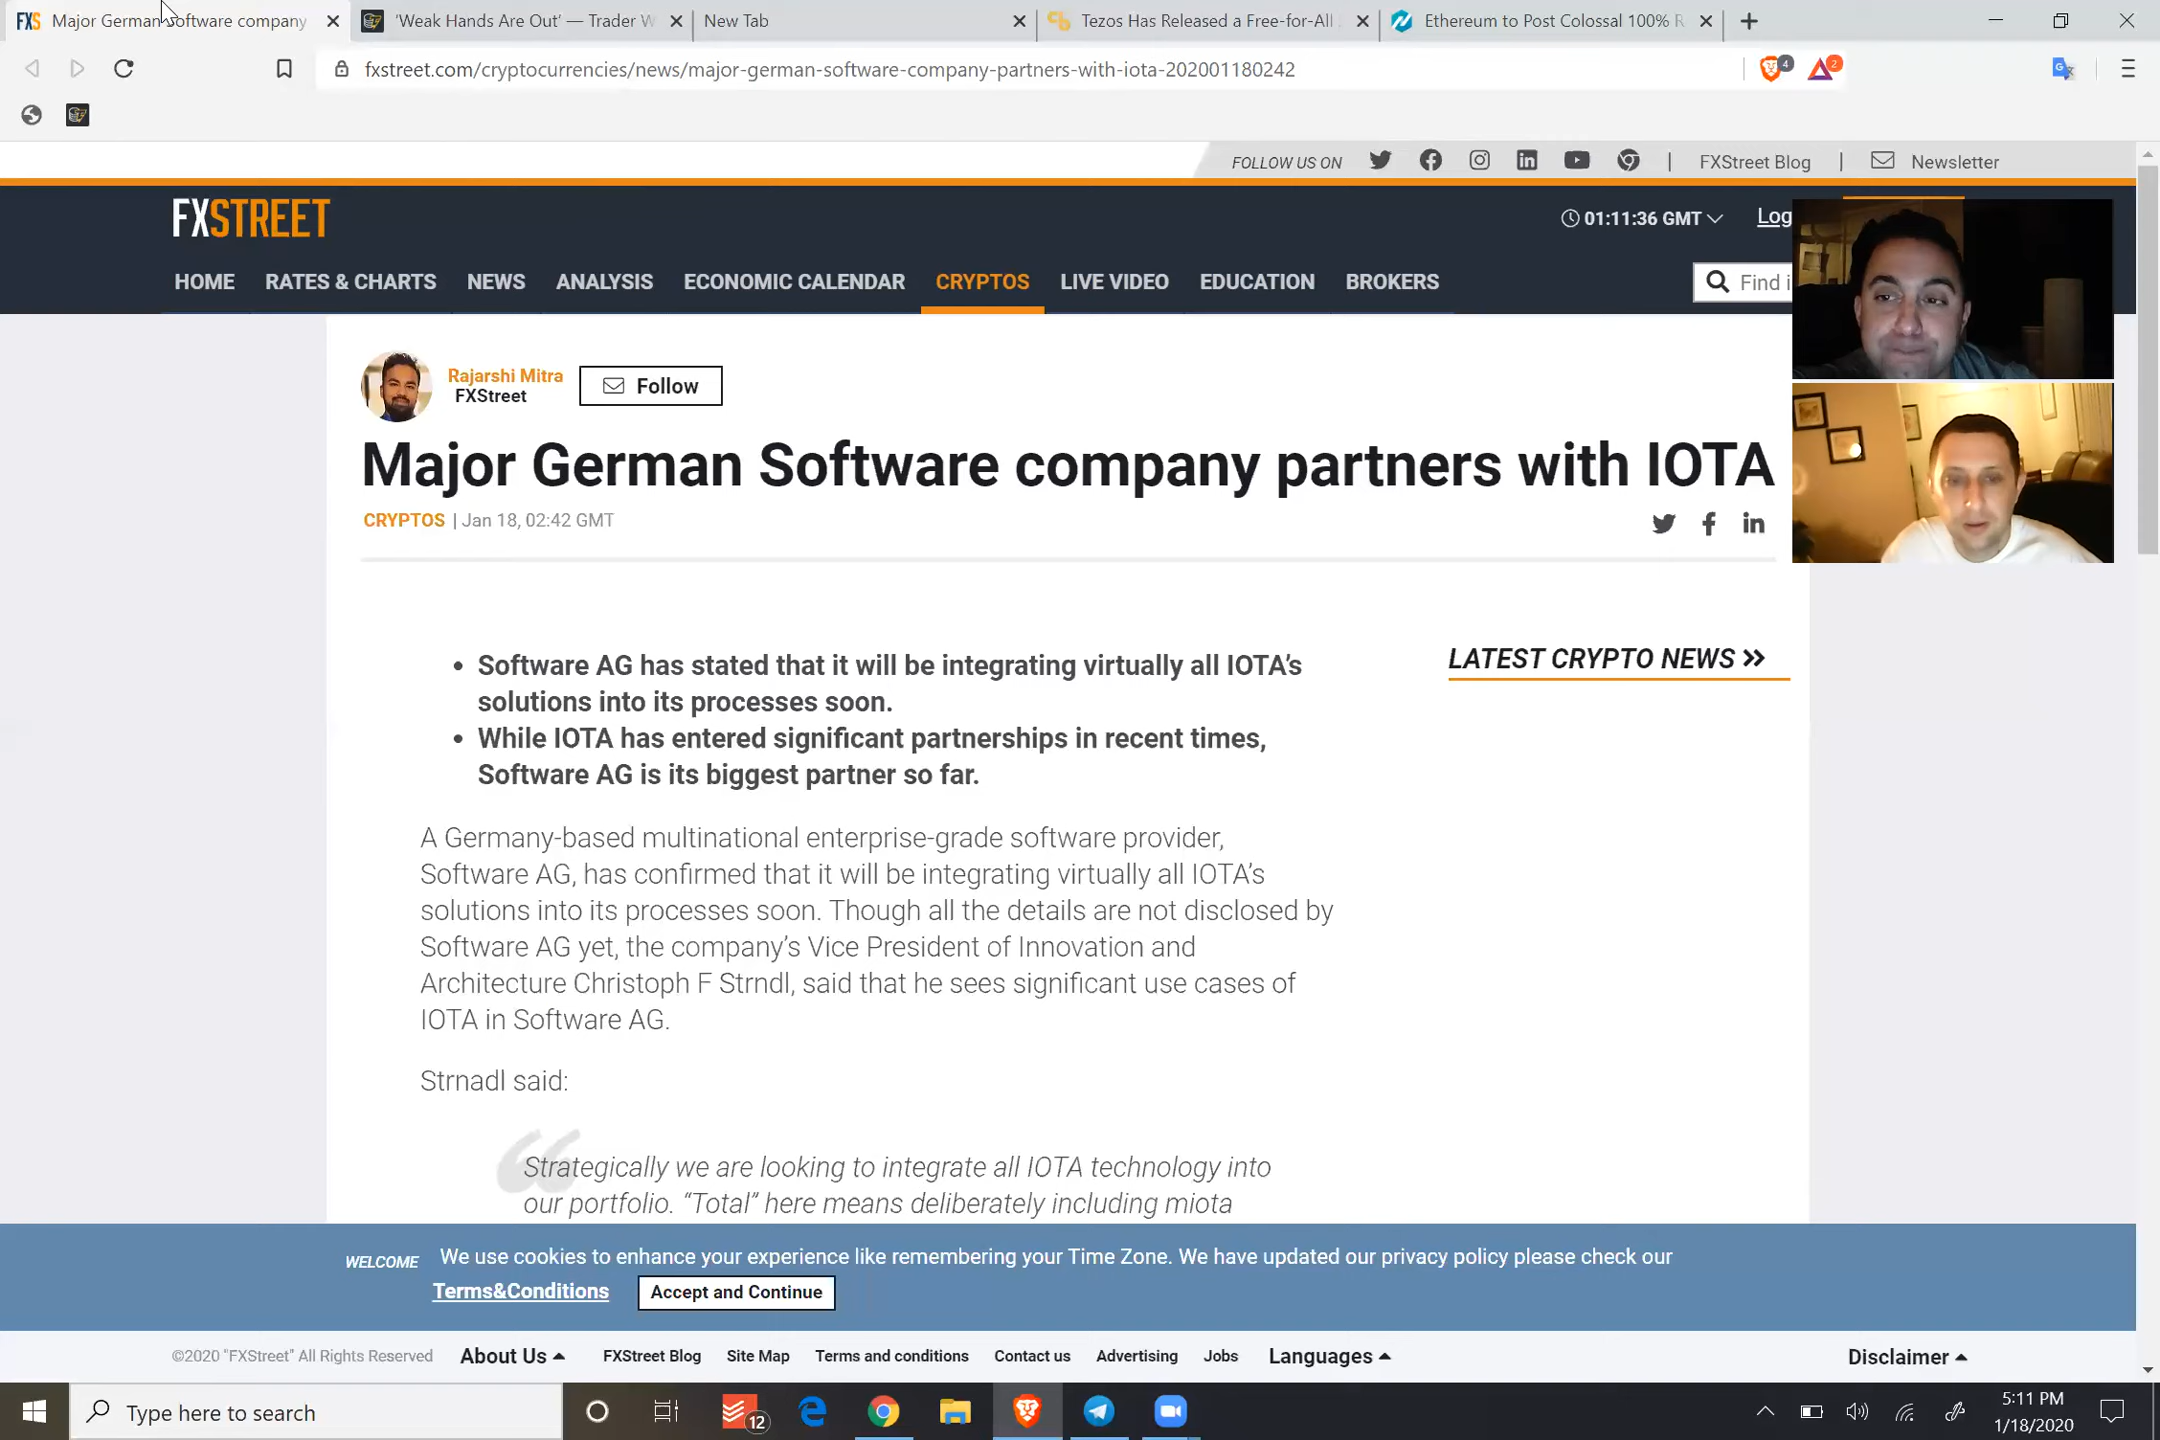 FXS Major German Software company
'Weak Hands Are Out' — Trader W
New Tab
Tezos Has Released a Free-for-All
Ethereum to Post Colossal 100% R
fxstreet.com/cryptocurrencies/news/major-german-software-company-partners-with-iota-202001180242
4
2
FOLLOW US ON | FXStreet Blog | Newsletter
FXSTREET
01:11:36 GMT
Log
HOME RATES & CHARTS NEWS ANALYSIS ECONOMIC CALENDAR CRYPTOS LIVE VIDEO EDUCATION BROKERS
Find i
Rajarshi Mitra
FXStreet
Follow
Major German Software company partners with IOTA
CRYPTOS | Jan 18, 02:42 GMT
• Software AG has stated that it will be integrating virtually all IOTA's
solutions into its processes soon.
• While IOTA has entered significant partnerships in recent times,
Software AG is its biggest partner so far.
LATEST CRYPTO NEWS
A Germany-based multinational enterprise-grade software provider,
Software AG, has confirmed that it will be integrating virtually all IOTA's
solutions into its processes soon. Though all the details are not disclosed by
Software AG yet, the company's Vice President of Innovation and
Architecture Christoph F Strndl, said that he sees significant use cases of
IOTA in Software AG.
Strnadl said:
Strategically we are looking to integrate all IOTA technology into
our portfolio. "Total" here means deliberately including miota
WELCOME We use cookies to enhance your experience like remembering your Time Zone. We have updated our privacy policy please check our
Terms&Conditions Accept and Continue
©2020 "FXStreet" All Rights Reserved About Us FXStreet Blog Site Map Terms and conditions Contact us Advertising Jobs Languages Disclaimer
Type here to search
12
5:11 PM
1/18/2020